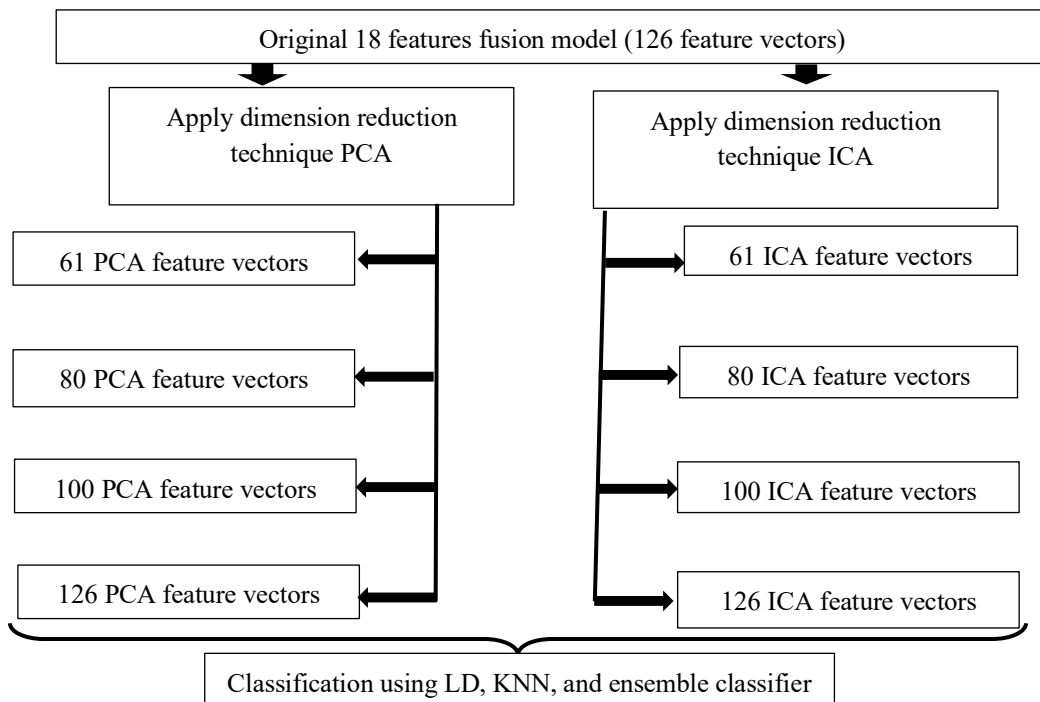 Original 18 features fusion model (126 feature vectors)
Apply dimension reduction
technique PCA
Apply dimension reduction
technique ICA
61 PCA feature vectors
80 PCA feature vectors
100 PCA feature vectors
126 PCA feature vectors
61 ICA feature vectors
80 ICA feature vectors
100 ICA feature vectors
126 ICA feature vectors
Classification using LD, KNN, and ensemble classifier